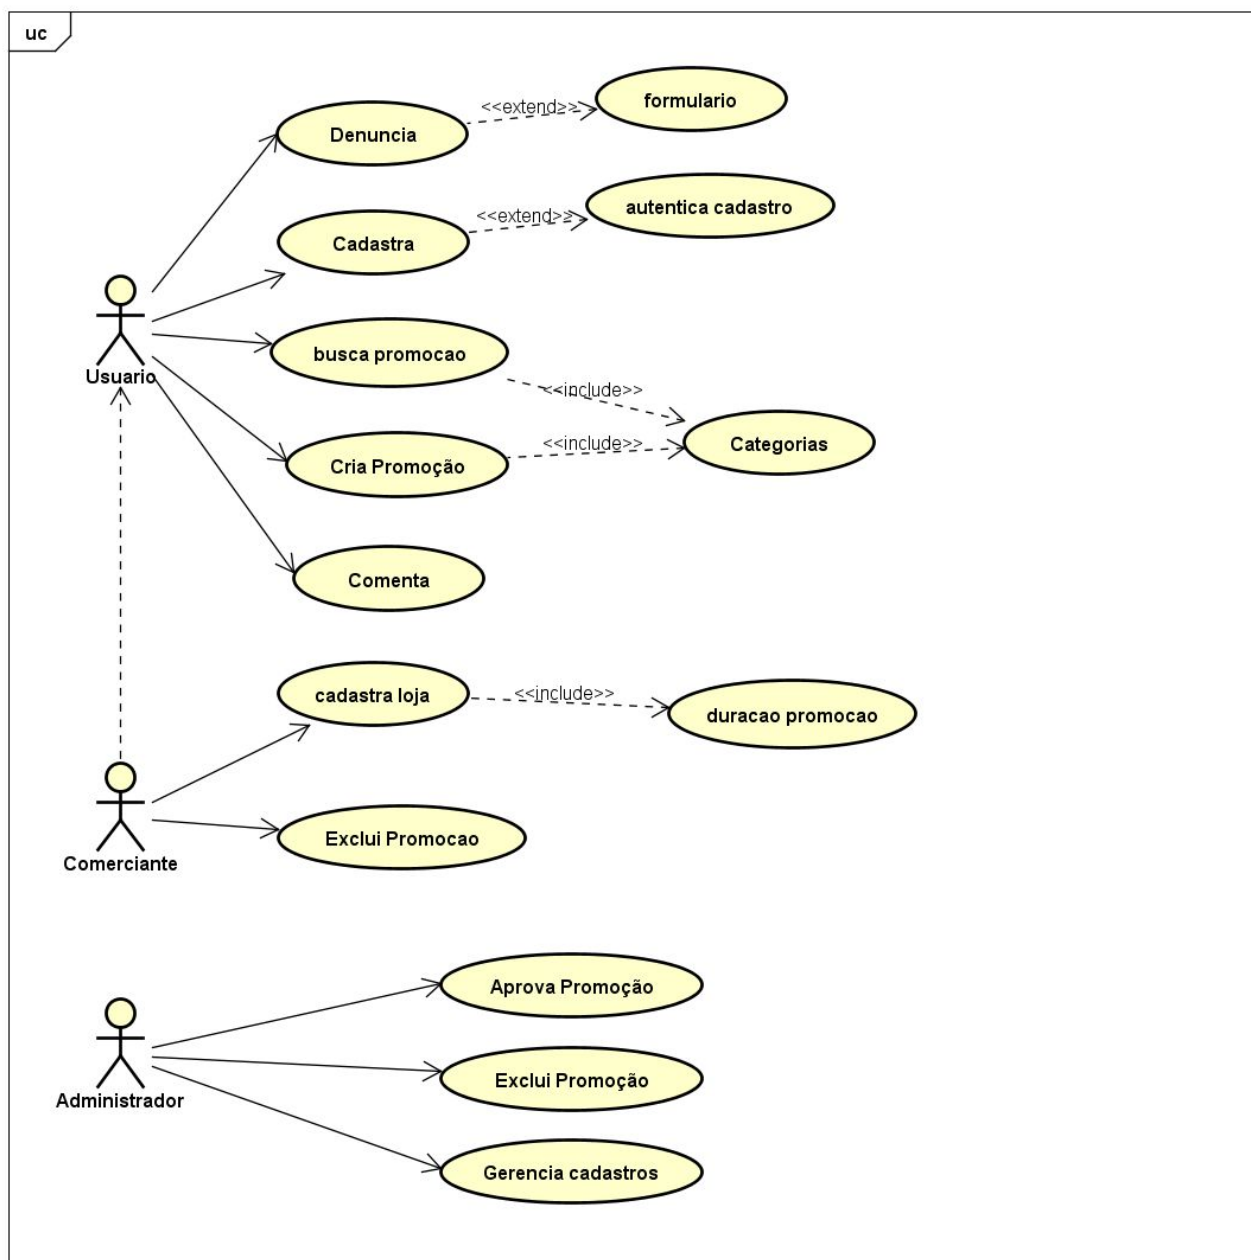 uc
formulario
<<extend>>
Denuncia
autentica cadastro
<<extend>>
Cadastra
busca promocao
Usuario
<<include>>
<<include>>
Categorias
Cria Promoção
Comenta
cadastra loja
<<include>>
duracao promocao
Exclui Promocao
Comerciante
Aprova Promoção
Exclui Promoção
Administrador
Gerencia cadastros